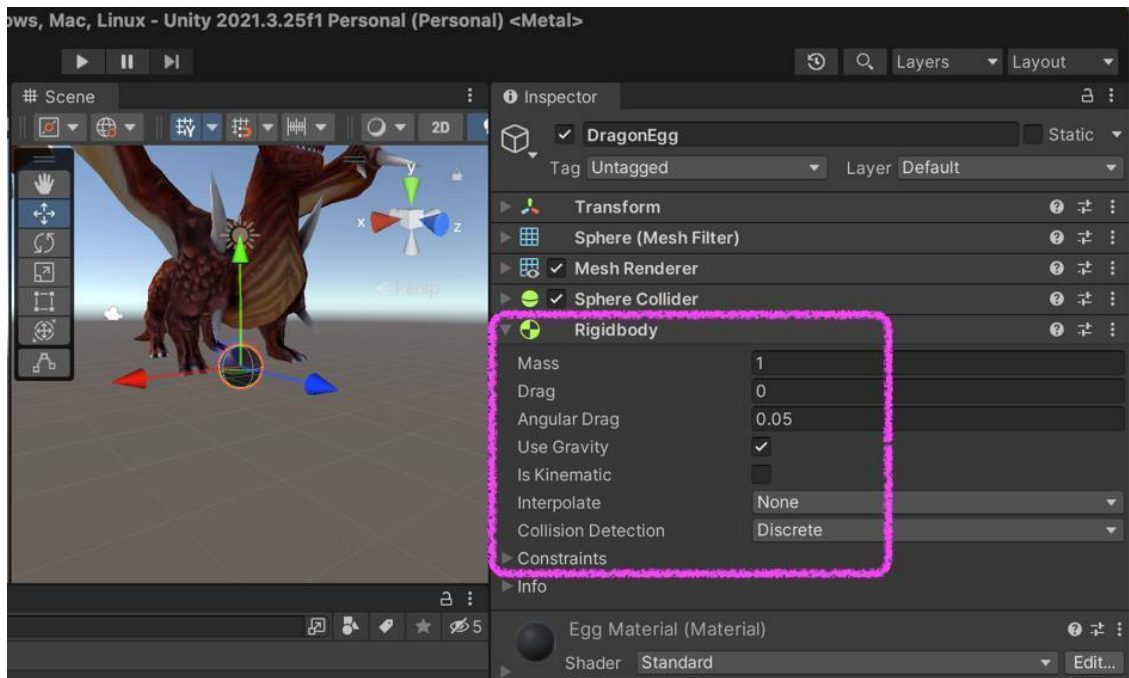 ows, Mac, Linux - Unity 2021.3.25f1 Personal (Personal) <Metal>
Layers
Layout
Scene
2D
y
x
z
Persp
5
Inspector
DragonEgg
Static
Tag Untagged
Layer Default
Transform
Sphere (Mesh Filter)
Mesh Renderer
Sphere Collider
Rigidbody
Mass 1
Drag 0
Angular Drag 0.05
Use Gravity
Is Kinematic
Interpolate None
Collision Detection Discrete
Constraints
Info
Egg Material (Material)
Shader Standard
Edit...